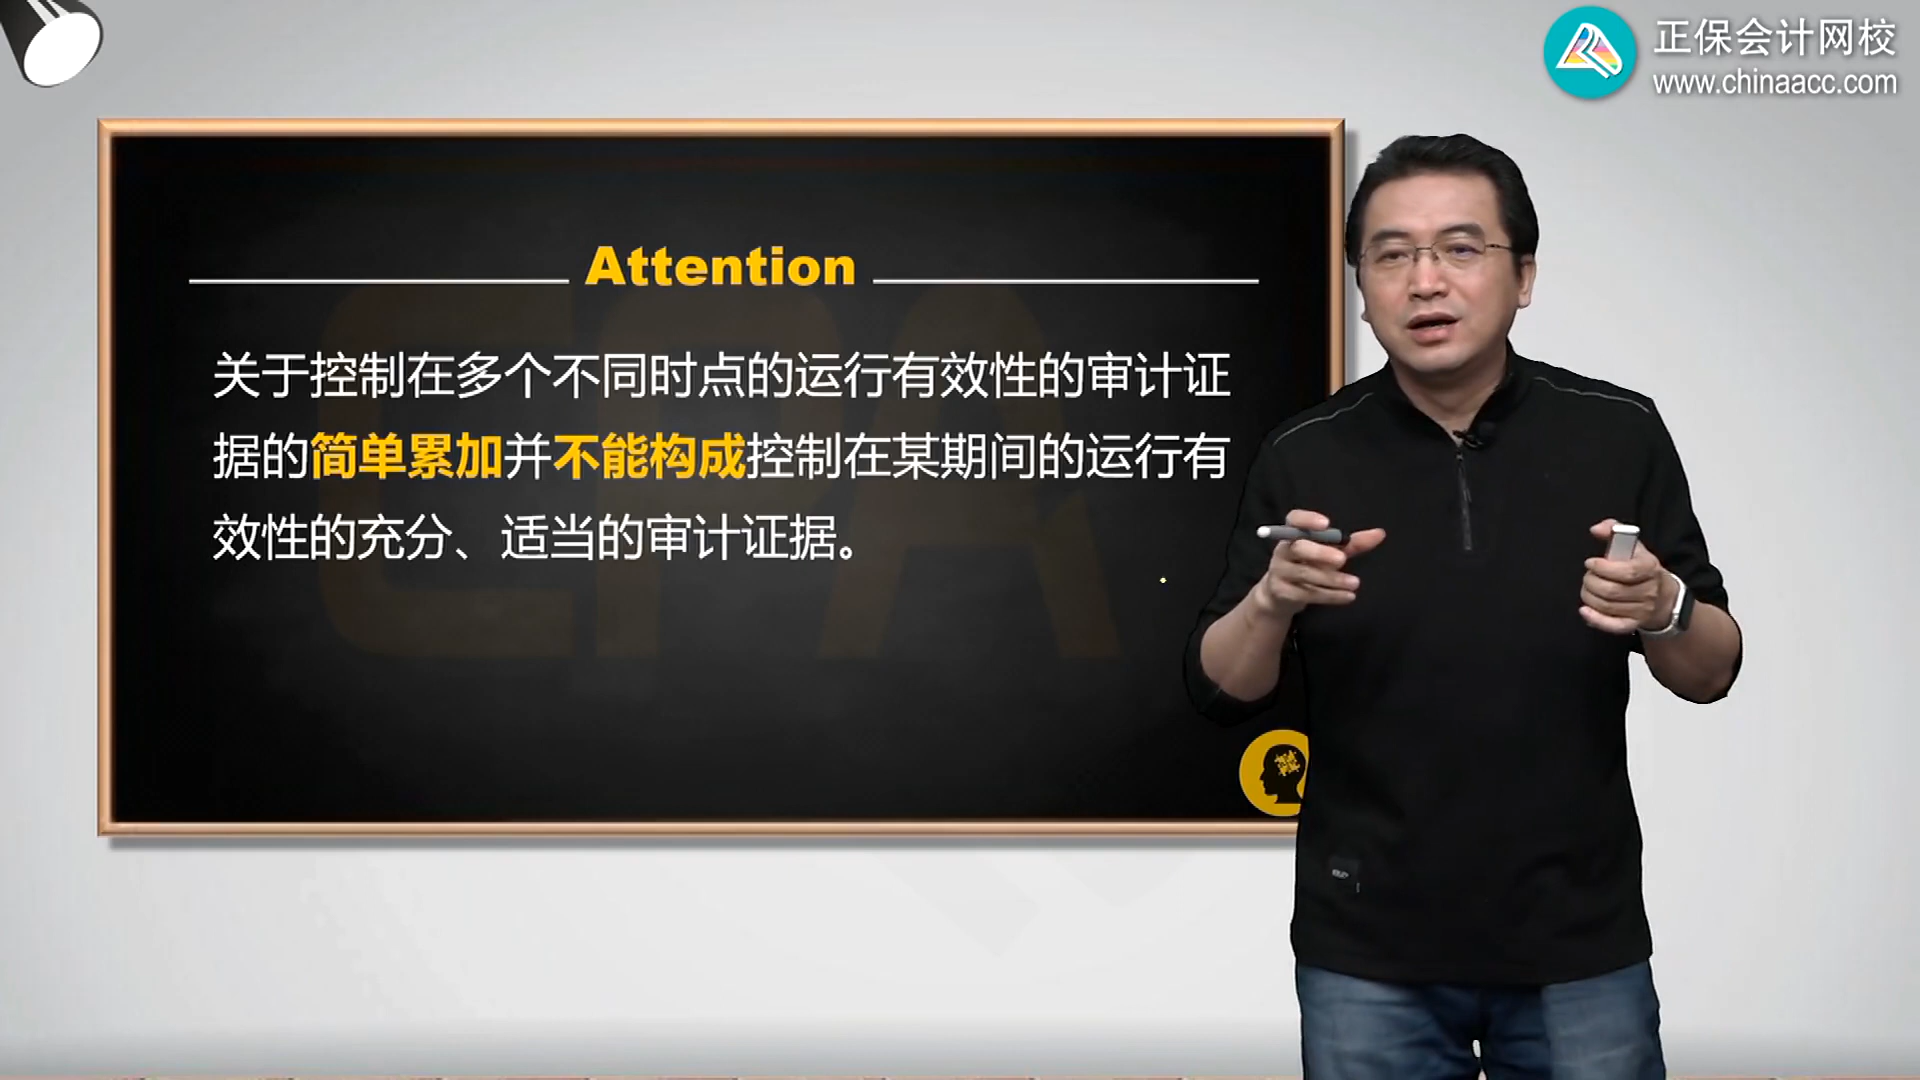 正保会计网校
www.chinaacc.com
Attention
关于控制在多个不同时点的运行有效性的审计证
据的简单累加并不能构成控制在某期间的运行有
效性的充分、适当的审计证据。